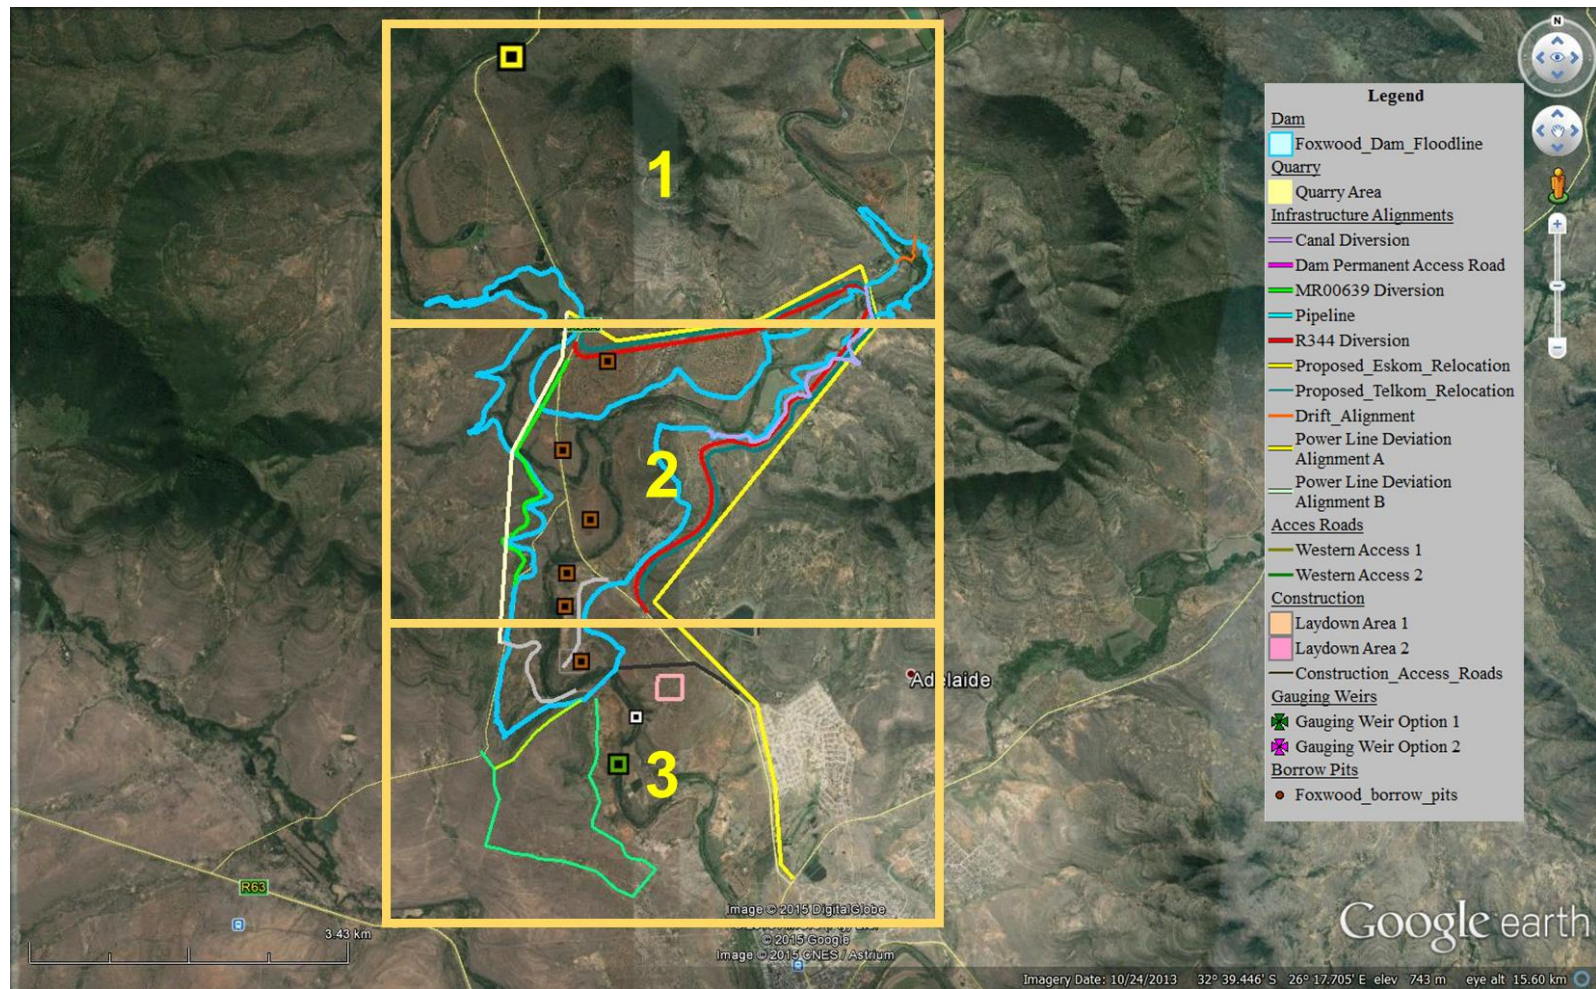 1
2
3
Adelaide
R63
3.43 km
N
Legend
Dam
Foxwood_Dam_Floodline
Quarry
Quarry Area
Infrastructure Alignments
Canal Diversion
Dam Permanent Access Road
MR00639 Diversion
Pipeline
R344 Diversion
Proposed_Eskom_Relocation
Proposed_Telkom_Relocation
Drift_Alignment
Power Line Deviation
Alignment A
Power Line Deviation
Alignment B
Acces Roads
Western Access 1
Western Access 2
Construction
Laydown Area 1
Laydown Area 2
Construction_Access_Roads
Gauging Weirs
Gauging Weir Option 1
Gauging Weir Option 2
Borrow Pits
Foxwood_borrow_pits
Image © 2015 DigitalGlobe
© 2015 Google
Image © 2015 CNES / Astrium
Google earth
Imagery Date: 10/24/2013 32° 39.446' S 26° 17.705' E elev 743 m eye alt 15.60 km